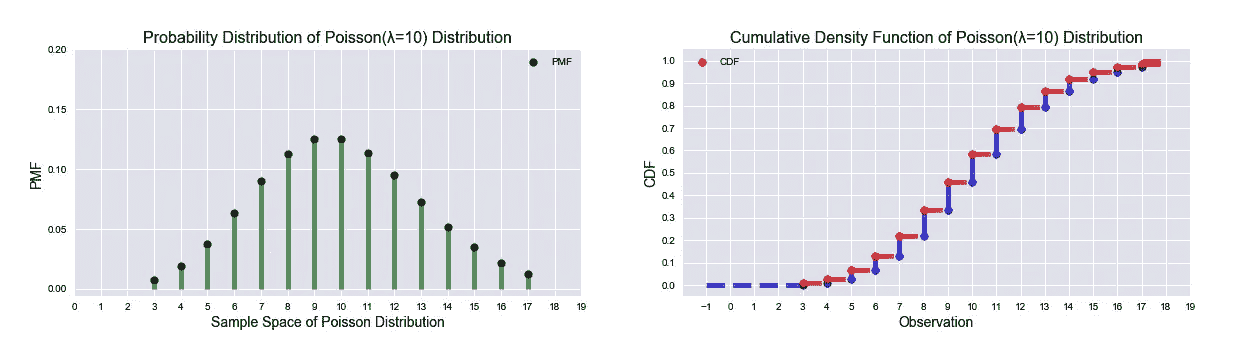 Probability Distribution of Poisson(λ=10) Distribution
PMF
0.20
0.15
0.10
0.05
0.00
PMF
0 1 2 3 4 5 6 7 8 9 10 11 12 13 14 15 16 17 18 19
Sample Space of Poisson Distribution
Cumulative Density Function of Poisson(λ=10) Distribution
CDF
1.0
0.9
0.8
0.7
0.6
0.5
0.4
0.3
0.2
0.1
0.0
CDF
−1 0 1 2 3 4 5 6 7 8 9 10 11 12 13 14 15 16 17 18 19
Observation